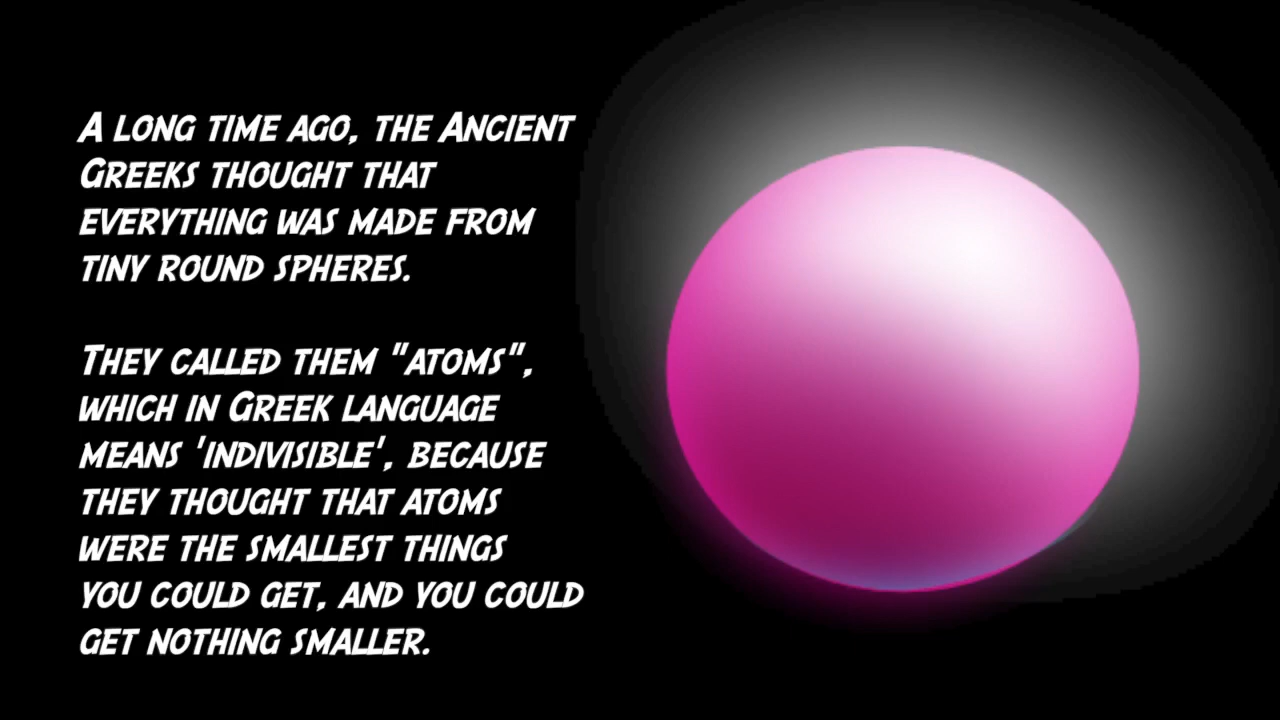 A long time ago, the Ancient
Greeks thought that
everything was made from
tiny round spheres.
They called them "atoms",
which in Greek language
means 'indivisible', because
they thought that atoms
were the smallest things
you could get, and you could
get nothing smaller.